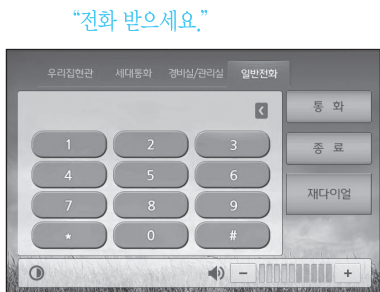 “전화 받으세요.”
우리집현관 세대통화 경비실/관리실 일반전화
통 화
1 2 3
종 료
4 5 6
재다이얼
7 8 9
* 0 #
- +